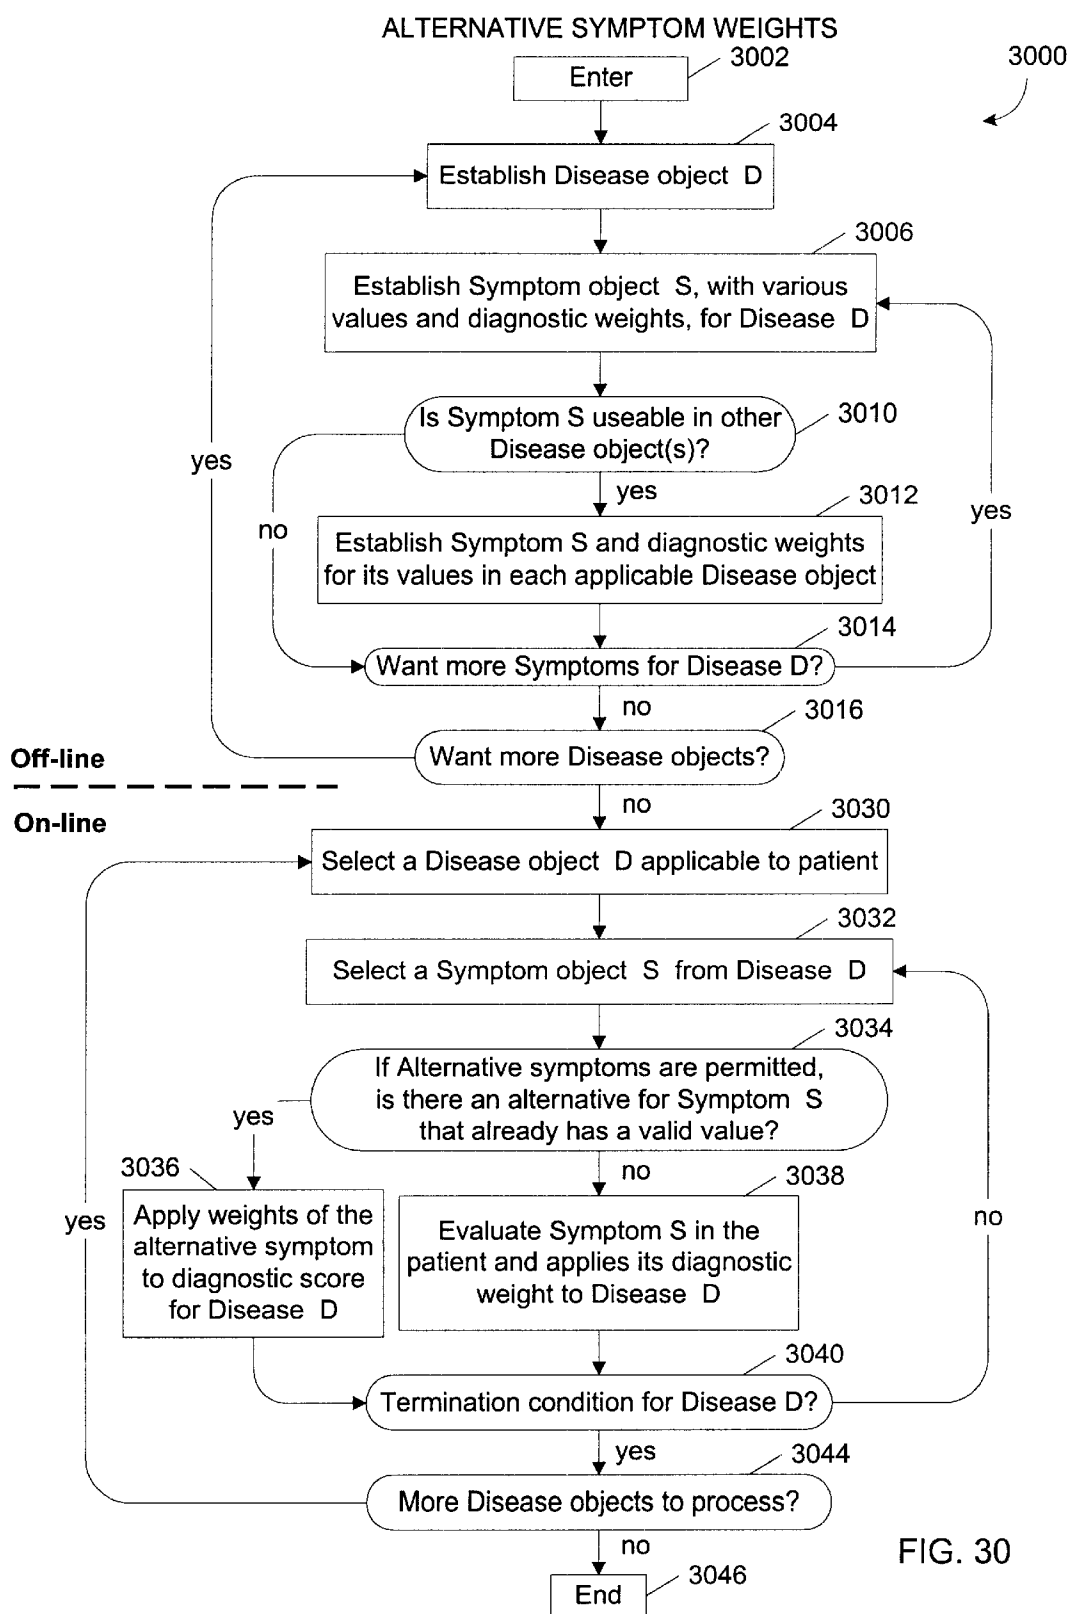 ALTERNATIVE SYMPTOM WEIGHTS
3002
Enter
3000
3004
Establish Disease object D
3006
Establish Symptom object S, with various
values and diagnostic weights, for Disease D
Is Symptom S useable in other
Disease object(s)?
3010
yes
yes
3012
yes
no
Establish Symptom S and diagnostic weights
for its values in each applicable Disease object
3014
Want more Symptoms for Disease D?
no
3016
Want more Disease objects?
Off-line
no
On-line
3030
Select a Disease object D applicable to patient
3032
Select a Symptom object S from Disease D
3034
If Alternative symptoms are permitted,
is there an alternative for Symptom S
that already has a valid value?
yes
no
3036
3038
Apply weights of the
alternative symptom
to diagnostic score
for Disease D
yes
Evaluate Symptom S in the
patient and applies its diagnostic
weight to Disease D
no
3040
Termination condition for Disease D?
yes
3044
More Disease objects to process?
no
FIG. 30
3046
End